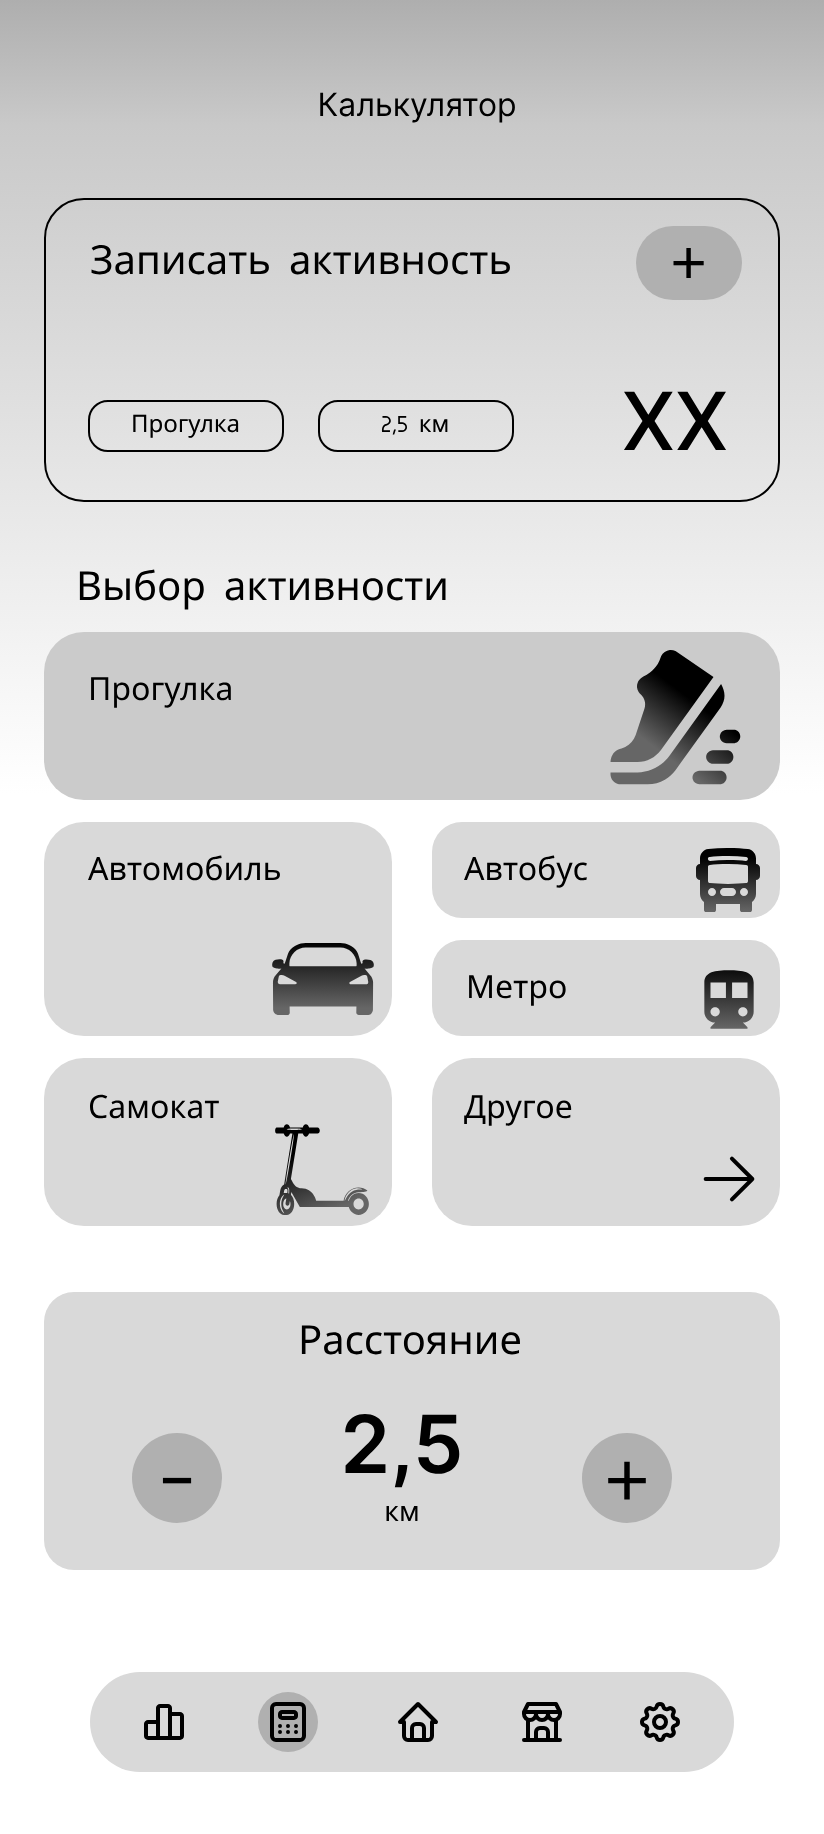 Калькулятор
Записать активность
+
Прогулка
2,5 км
XX
Выбор активности
Прогулка
Автомобиль
Автобус
Метро
Самокат
Другое
Расстояние
– 2,5 +
км